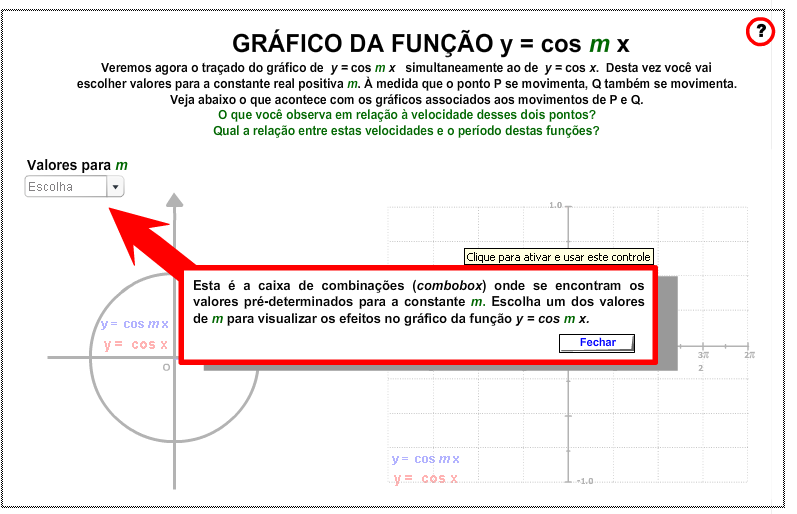 GRÁFICO DA FUNÇÃO y = cos m x
?
Veremos agora o traçado do gráfico de y = cos m x simultaneamente ao de y = cos x. Desta vez você vai
escolher valores para a constante real positiva m. À medida que o ponto P se movimenta, Q também se movimenta.
Veja abaixo o que acontece com os gráficos associados aos movimentos de P e Q.
O que você observa em relação à velocidade desses dois pontos?
Qual a relação entre estas velocidades e o período destas funções?
Valores para m
Escolha
1.0
Clique para ativar e usar este controle
Esta é a caixa de combinações (combobox) onde se encontram os
valores pré-determinados para a constante m. Escolha um dos valores
de m para visualizar os efeitos no gráfico da função y = cos m x.
Fechar
y = cos m x
y = cos x
O
3π
2
2π
y = cos m x
y = cos x
-1.0